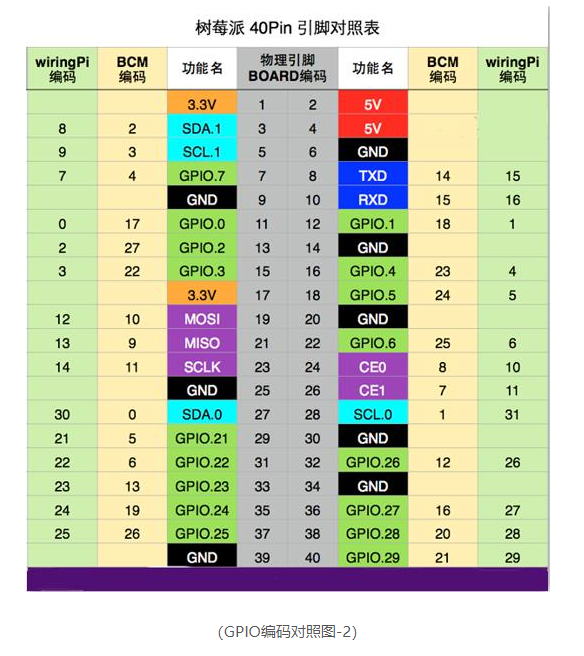 树莓派 40Pin 引脚对照表
wiringPi 编码 BCM 编码 功能名 物理引脚 BOARD编码 功能名 BCM 编码 wiringPi 编码
3.3V 1 2 5V
8 2 SDA.1 3 4 5V
9 3 SCL.1 5 6 GND
7 4 GPIO.7 7 8 TXD 14 15
GND 9 10 RXD 15 16
0 17 GPIO.0 11 12 GPIO.1 18 1
2 27 GPIO.2 13 14 GND
3 22 GPIO.3 15 16 GPIO.4 23 4
3.3V 17 18 GPIO.5 24 5
12 10 MOSI 19 20 GND
13 9 MISO 21 22 GPIO.6 25 6
14 11 SCLK 23 24 CE0 8 10
GND 25 26 CE1 7 11
30 0 SDA.0 27 28 SCL.0 1 31
21 5 GPIO.21 29 30 GND
22 6 GPIO.22 31 32 GPIO.26 12 26
23 13 GPIO.23 33 34 GND
24 19 GPIO.24 35 36 GPIO.27 16 27
25 26 GPIO.25 37 38 GPIO.28 20 28
GND 39 40 GPIO.29 21 29
(GPIO编码对照图-2)